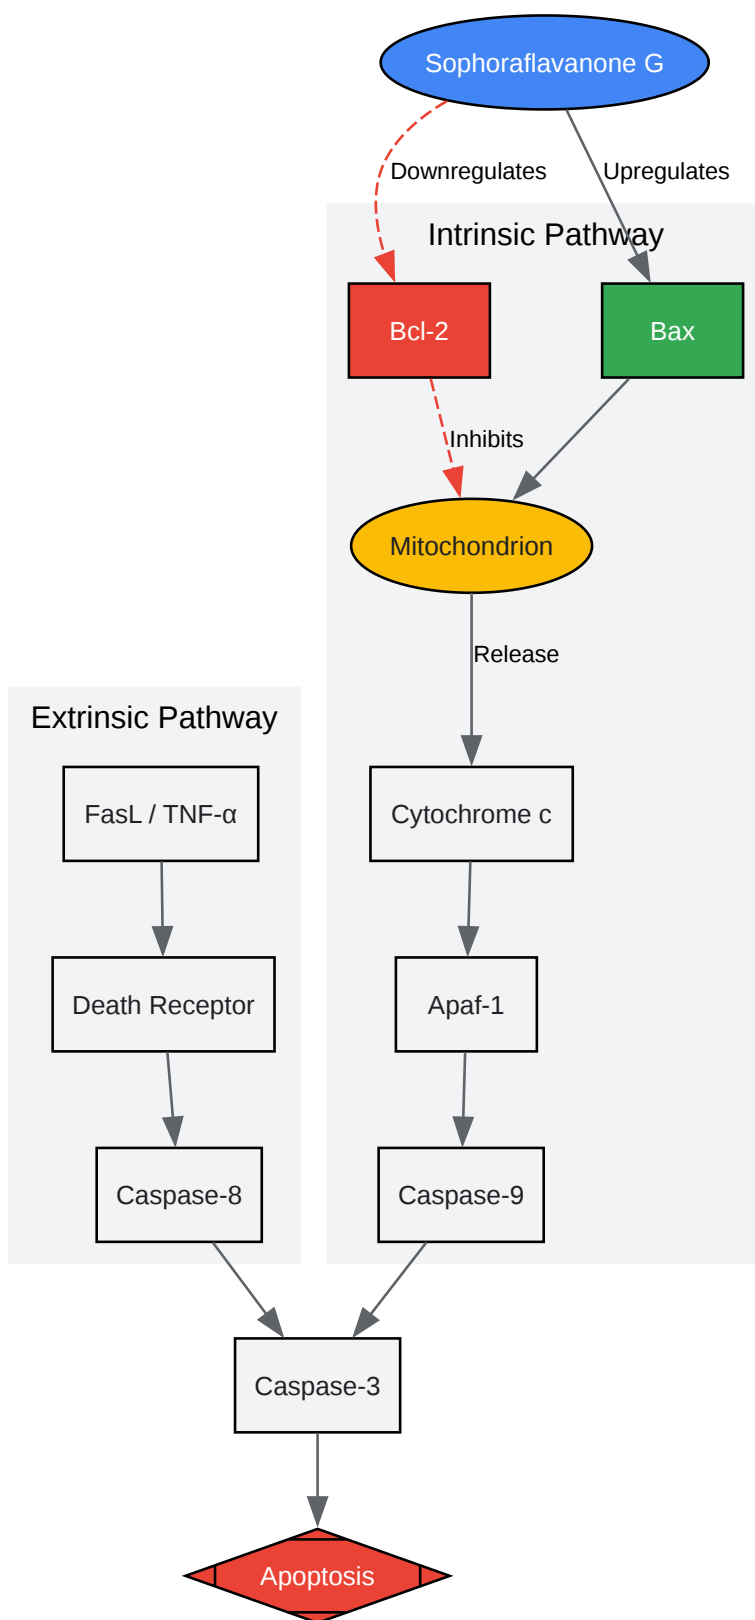 Sophoraflavanone G
Downregulates
Upregulates
Intrinsic Pathway
Bcl-2
Bax
Inhibits
Mitochondrion
Release
Extrinsic Pathway
FasL / TNF-α
Cytochrome c
Death Receptor
Apaf-1
Caspase-8
Caspase-9
Caspase-3
Apoptosis